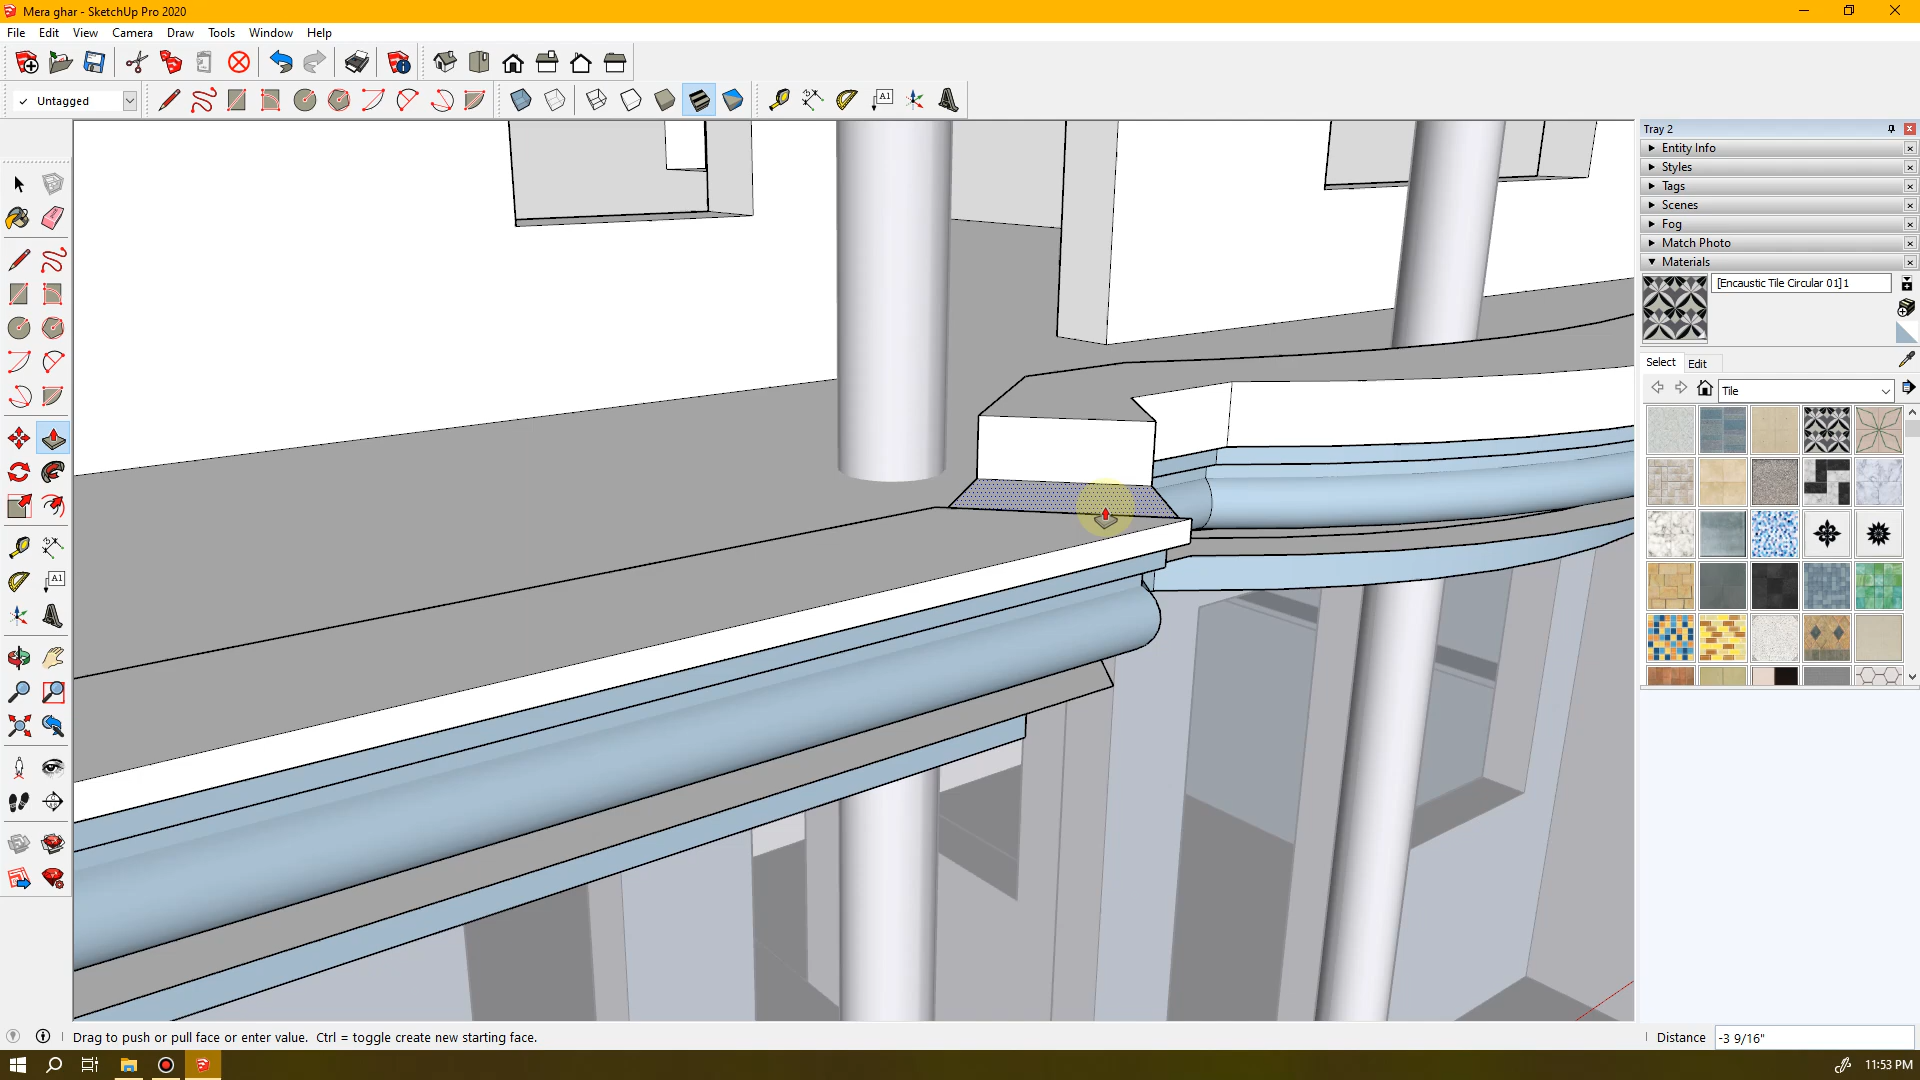 Mera ghar - SketchUp Pro 2020
File Edit View Camera Draw Tools Window Help
Untagged
A1
Tray 2
Entity Info
Styles
Tags
Scenes
Fog
Match Photo
Materials
[Encaustic Tile Circular 01]1
Select Edit
Tile
A1
Drag to push or pull face or enter value. Ctrl = toggle create new starting face.
Distance -3 9/16"
11:53 PM